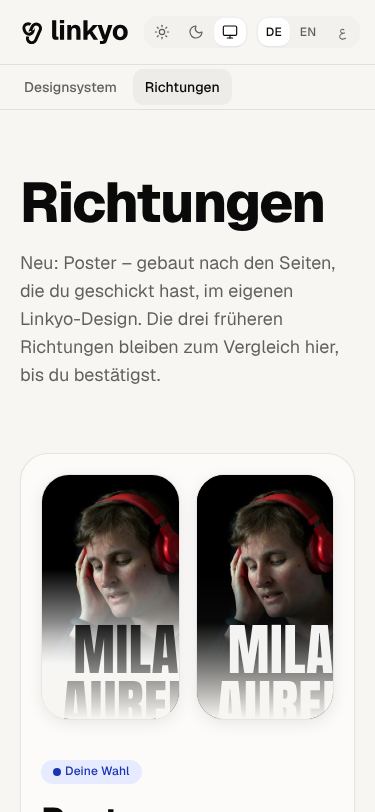 linkyo
DE EN ع
Designsystem Richtungen
Richtungen
Neu: Poster – gebaut nach den Seiten,
die du geschickt hast, im eigenen
Linkyo-Design. Die drei früheren
Richtungen bleiben zum Vergleich hier,
bis du bestätigst.
MILA MILA
Deine Wahl